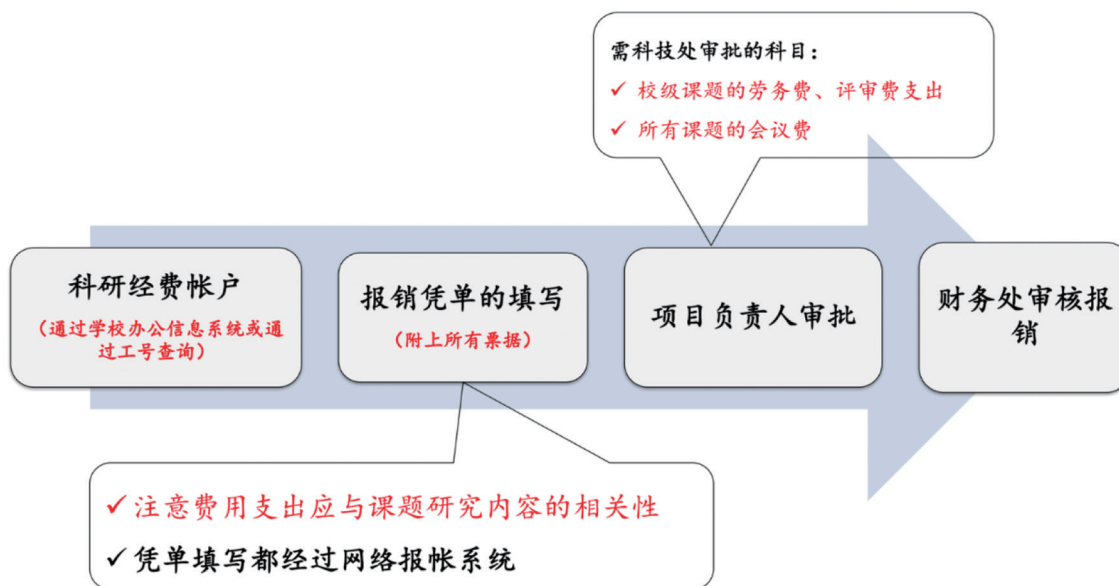 需科技处审批的科目：
✓ 校级课题的劳务费、评审费支出
✓ 所有课题的会议费
科研经费帐户
（通过学校办公信息系统或通
过工号查询）
报销凭单的填写
（附上所有票据）
项目负责人审批
财务处审核报
销
✓ 注意费用支出应与课题研究内容的相关性
✓ 凭单填写都经过网络报帐系统